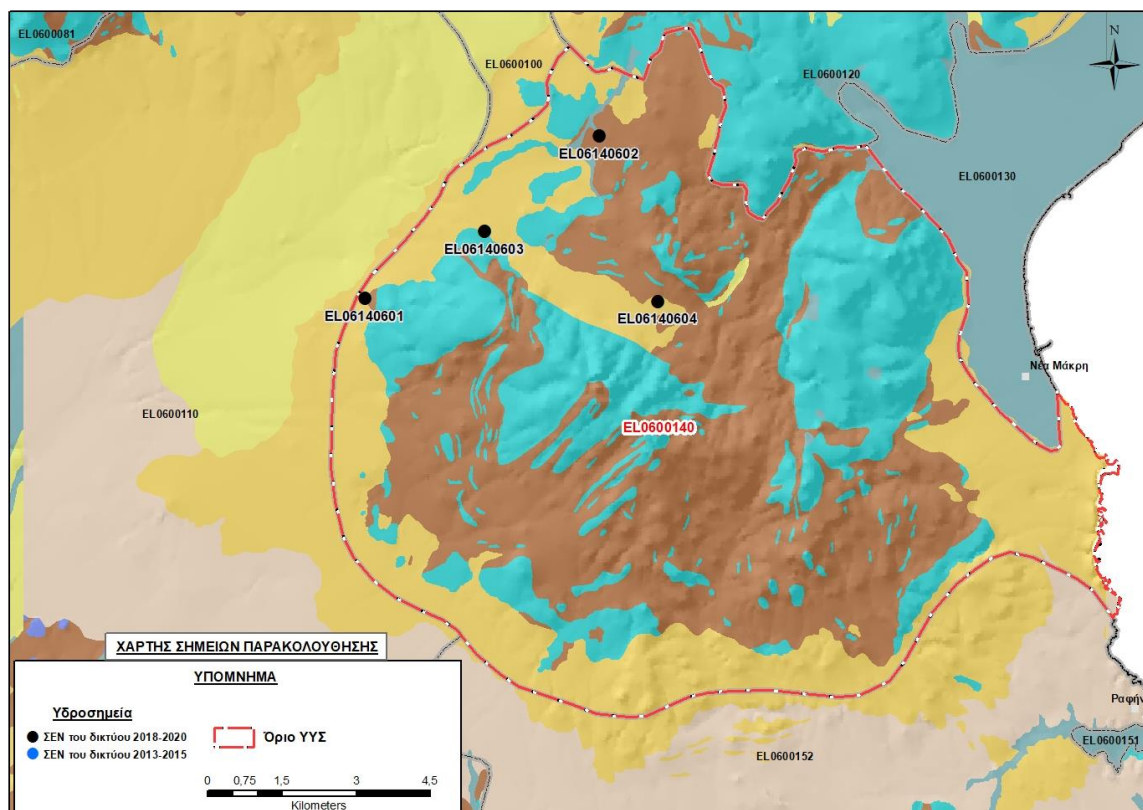 EL0600081
EL0600100
EL0600120
N
EL06140602
EL0600130
EL06140603
EL06140601
EL06140604
Νέα Μάκρη
EL0600110
EL0600140
ΧΑΡΤΗΣ ΣΗΜΕΙΩΝ ΠΑΡΑΚΟΛΟΥΘΗΣΗΣ
ΥΠΟΜΝΗΜΑ
Υδροσημεία
ΣΕΝ του δικτύου 2018-2020
ΣΕΝ του δικτύου 2013-2015
Όριο ΥΥΣ
0 0,75 1,5 3 4,5
Kilometers
Ραφήν
EL0600151
EL0600152